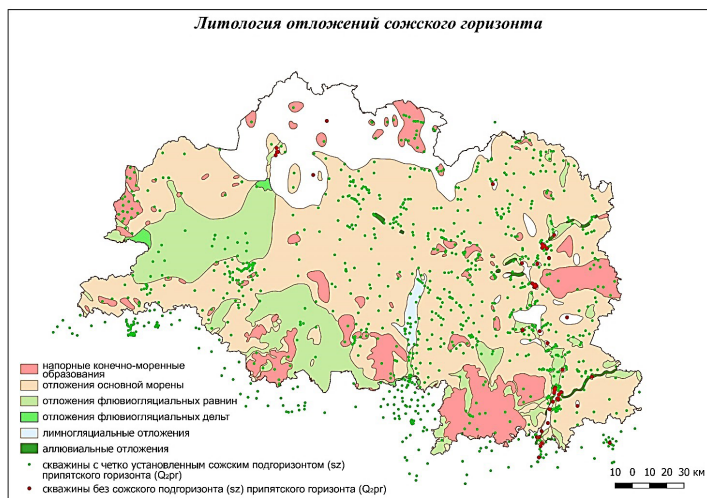 Литология отложений сожского горизонта
напорные конечно-моренные
образования
отложения основной морены
отложения флювиогляциальных равнин
отложения флювиогляциальных дельт
лимногляциальные отложения
аллювиальные отложения
скважины с четко установленным сожским подгоризонтом (sz)
припятского горизонта (Q₂pr)
скважины без сожского подгоризонта (sz) припятского горизонта (Q₂pr)
10 0 10 20 30 км